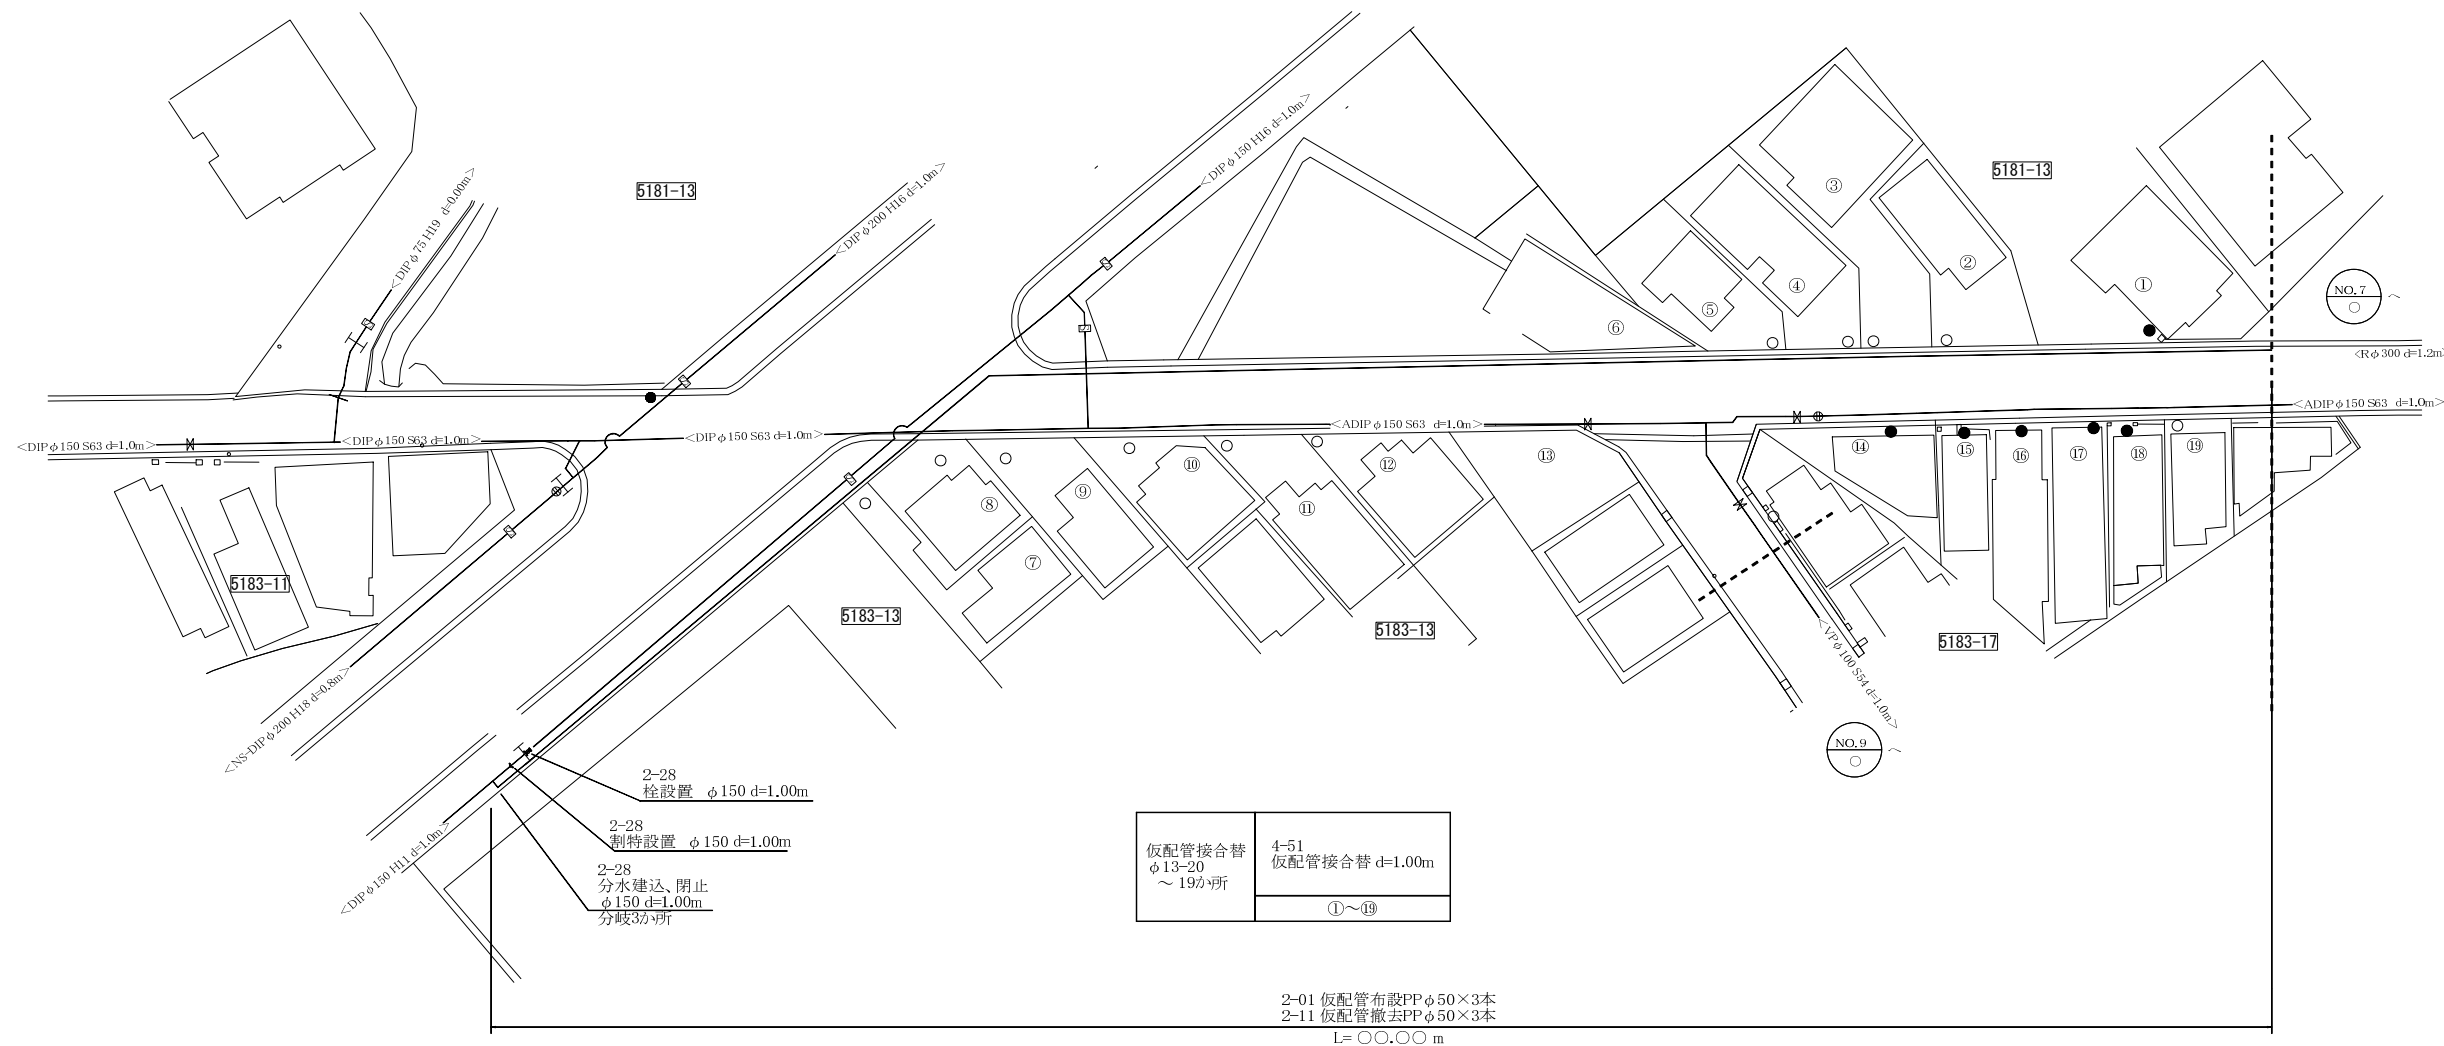 5181-13
5181-13
<DIPφ75 H19 d=0.00m>
<DIPφ200 H16 d=1.0m>
<DIPφ150 H16 d=1.0m>
③
②
④
⑤
⑥
①
NO.7
○
〜
<Rφ300 d=1.2m>
<ADIPφ150 S63 d=1.0m>
<DIPφ150 S63 d=1.0m>
<DIPφ150 S63 d=1.0m>
<DIPφ150 S63 d=1.0m>
<ADIPφ150 S63 d=1.0m>
⑦
⑧
⑨
⑩
⑪
⑫
⑬
⑭
⑮
⑯
⑰
⑱
⑲
5183-11
5183-13
5183-13
5183-17
<NS-DIPφ200 H18 d=0.8m>
<VPφ100 S54 d=1.0m>
NO.9
○
〜
<DIPφ150 H11 d=1.0m>
2-28
栓設置 φ150 d=1.00m
2-28
割特設置 φ150 d=1.00m
2-28
分水建込、閉止
φ150 d=1.00m
分岐3か所
仮配管接合替
φ13-20
〜 19か所
4-51
仮配管接合替 d=1.00m
①〜⑲
2-01 仮配管布設PPφ50×3本
2-11 仮配管撤去PPφ50×3本
L= ○○.○○ m